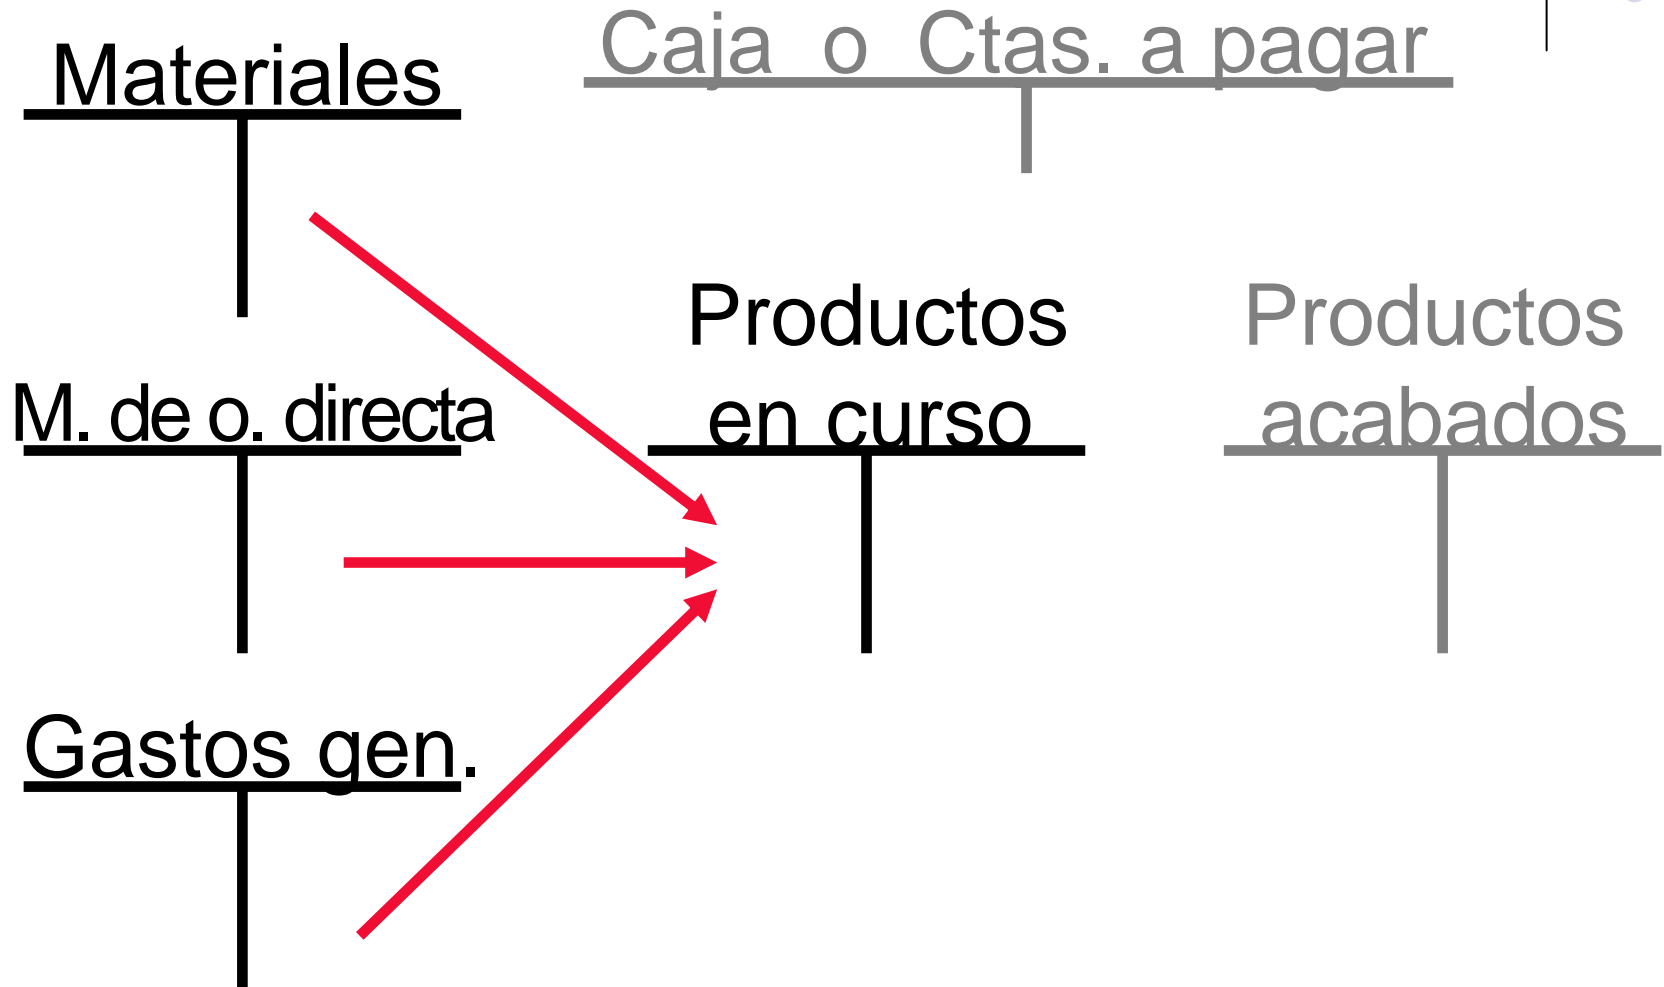 Materiales
Caja o Ctas. a pagar
M. de o. directa
Productos
en curso
Productos
acabados
Gastos gen.